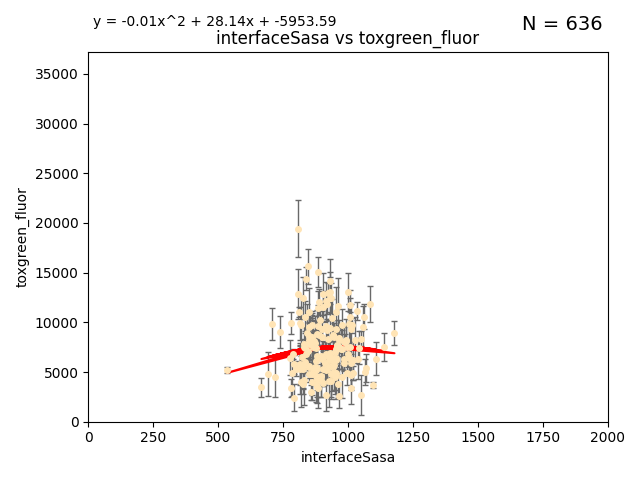 y = -0.01x^2 + 28.14x + -5953.59
N = 636
interfaceSasa vs toxgreen_fluor
35000
30000
25000
20000
15000
10000
5000
0
toxgreen_fluor
0 250 500 750 1000 1250 1500 1750 2000
interfaceSasa